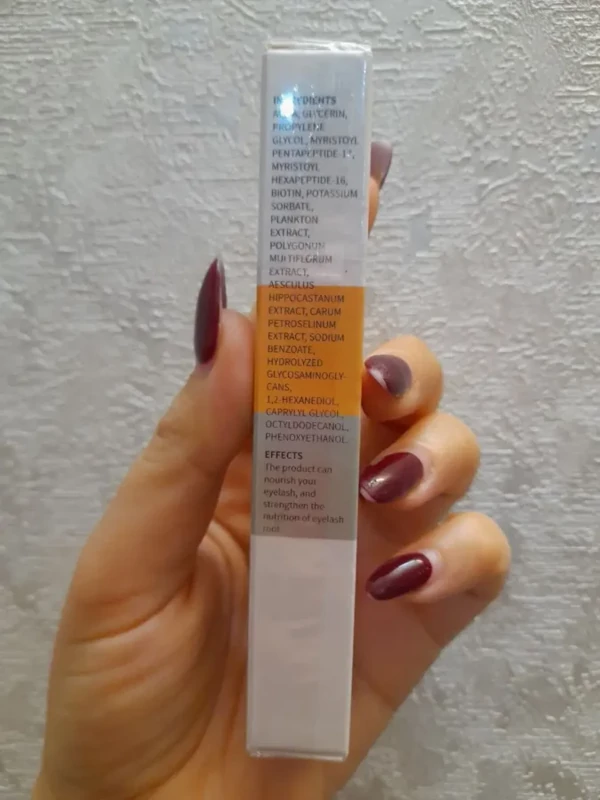 INGREDIENTS
AQUA, GLYCERIN,
PROPYLENE
GLYCOL, MYRISTOYL
PENTAPEPTIDE-17,
MYRISTOYL
HEXAPEPTIDE-16,
BIOTIN, POTASSIUM
SORBATE,
PLANKTON
EXTRACT,
POLYGONUM
MULTIFLORUM
EXTRACT,
AESCULUS
HIPPOCASTANUM
EXTRACT, CARUM
PETROSELINUM
EXTRACT, SODIUM
BENZOATE,
HYDROLYZED
GLYCOSAMINOGLY-
CANS,
1,2-HEXANEDIOL,
CAPRYLYL GLYCOL,
OCTYLDODECANOL,
PHENOXYETHANOL.
EFFECTS
The product can
nourish your
eyelash, and
strengthen the
nutrition of eyelash
root.